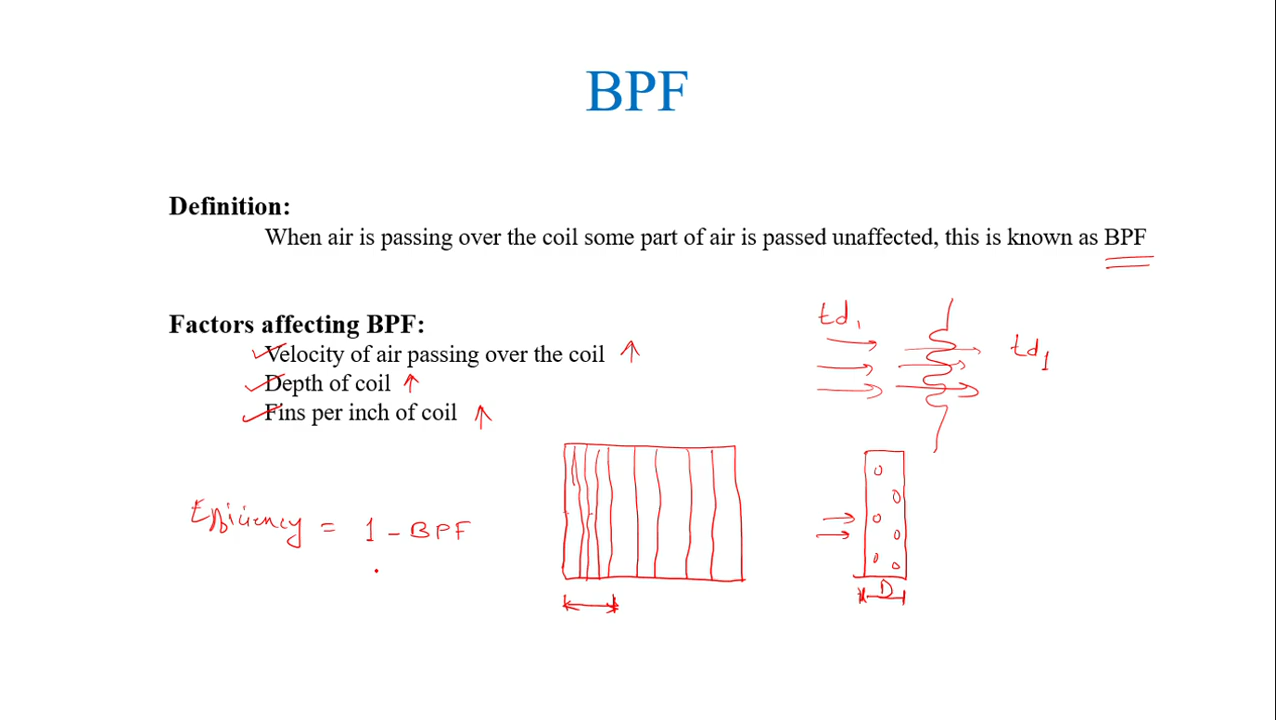 BPF
Definition:
When air is passing over the coil some part of air is passed unaffected, this is known as BPF
Factors affecting BPF:
Velocity of air passing over the coil ↑
Depth of coil ↑
Fins per inch of coil ↑
td1
td1
Efficiency = 1 - BPF
D